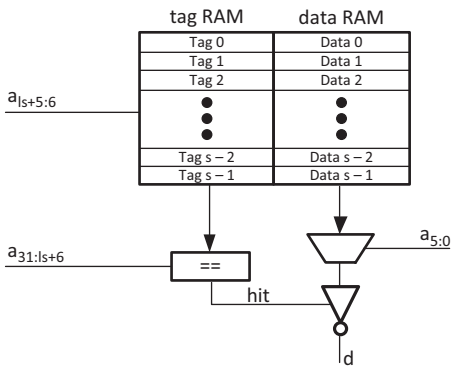 tag RAM data RAM
Tag 0 Data 0
Tag 1 Data 1
Tag 2 Data 2
a_{ls+5:6}
Tag s – 2 Data s – 2
Tag s – 1 Data s – 1
a_{5:0}
a_{31:ls+6}
==
hit
d